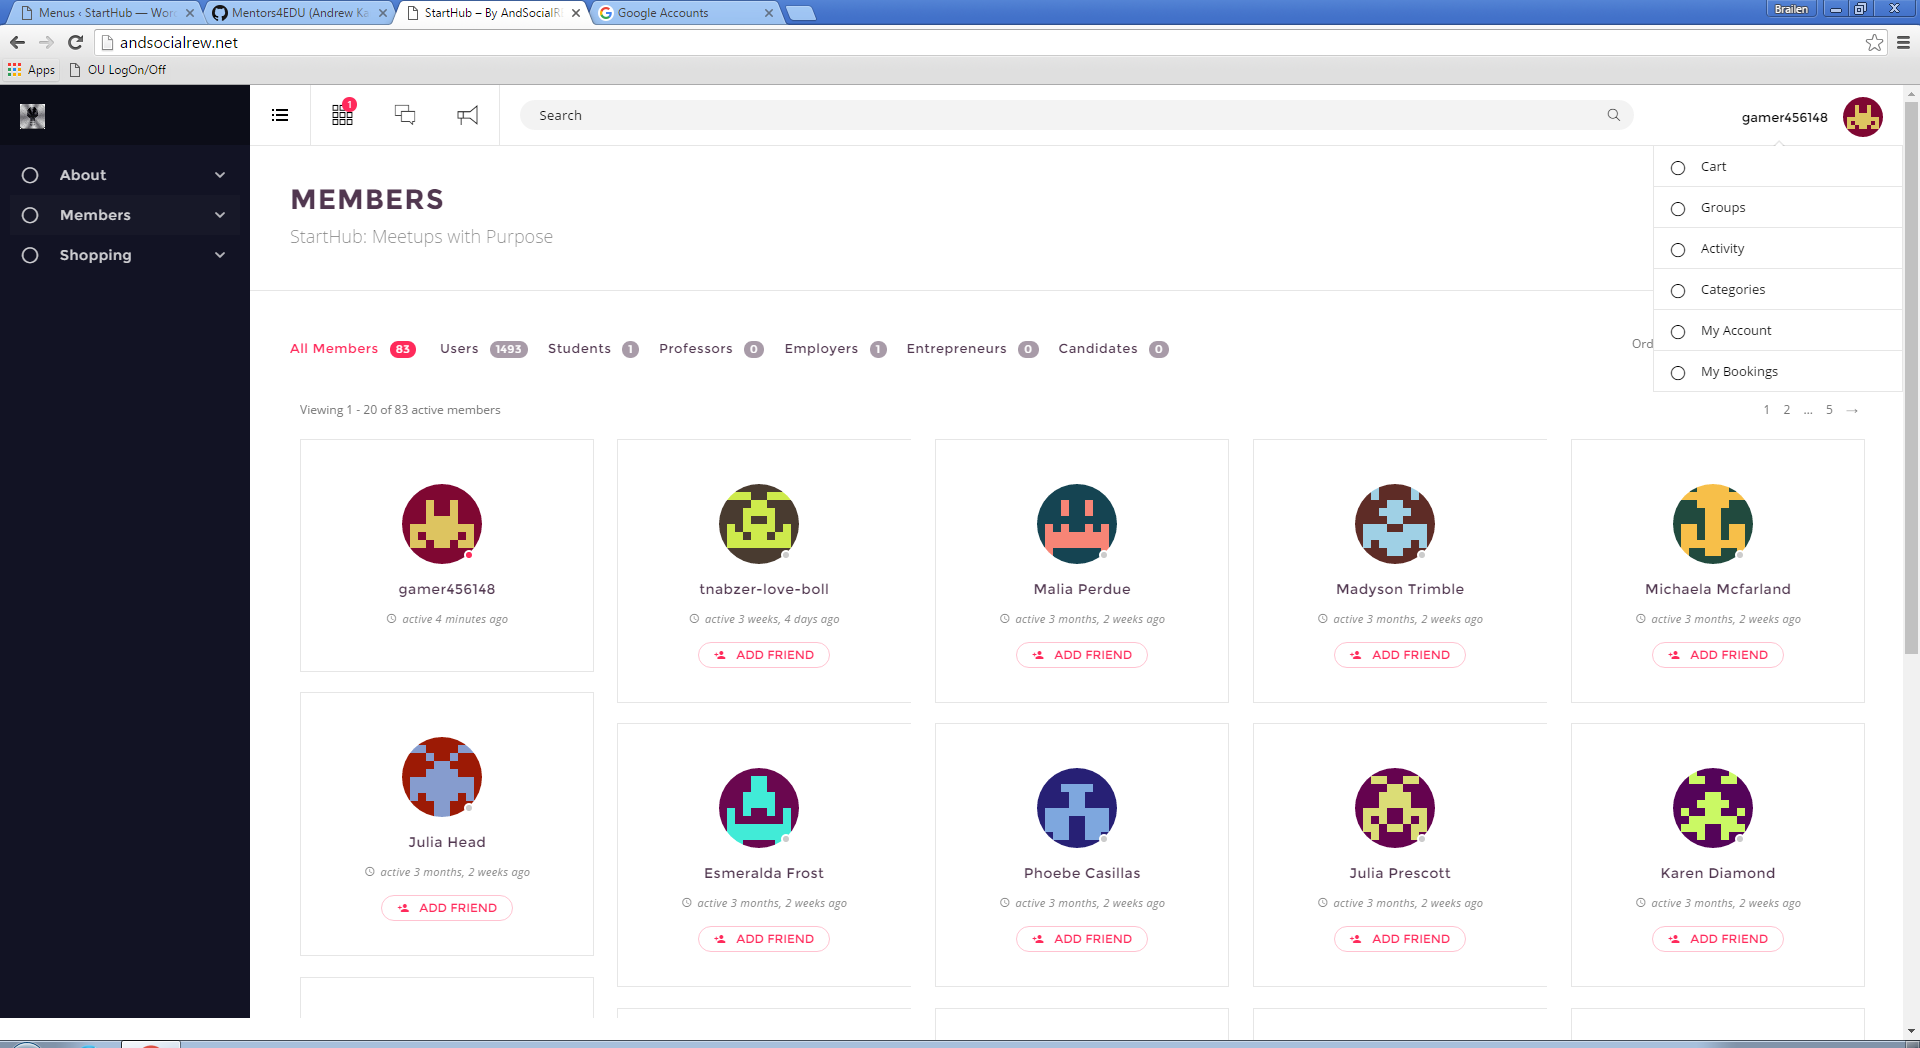 Menus ‹ StartHub — Wor
Mentors4EDU (Andrew Ka
StartHub – By AndSocialR
Google Accounts
Brailen
andsocialrew.net
Apps
OU LogOn/Off
1
Search
gamer456148
About
Members
Shopping
Cart
Groups
Activity
Categories
My Account
My Bookings
MEMBERS
StartHub: Meetups with Purpose
All Members 83 Users 1493 Students 1 Professors 0 Employers 1 Entrepreneurs 0 Candidates 0
Ord
Viewing 1 - 20 of 83 active members
1 2 ... 5 →
gamer456148
active 4 minutes ago
tnabzer-love-boll
active 3 weeks, 4 days ago
ADD FRIEND
Malia Perdue
active 3 months, 2 weeks ago
ADD FRIEND
Madyson Trimble
active 3 months, 2 weeks ago
ADD FRIEND
Michaela Mcfarland
active 3 months, 2 weeks ago
ADD FRIEND
Julia Head
active 3 months, 2 weeks ago
ADD FRIEND
Esmeralda Frost
active 3 months, 2 weeks ago
ADD FRIEND
Phoebe Casillas
active 3 months, 2 weeks ago
ADD FRIEND
Julia Prescott
active 3 months, 2 weeks ago
ADD FRIEND
Karen Diamond
active 3 months, 2 weeks ago
ADD FRIEND